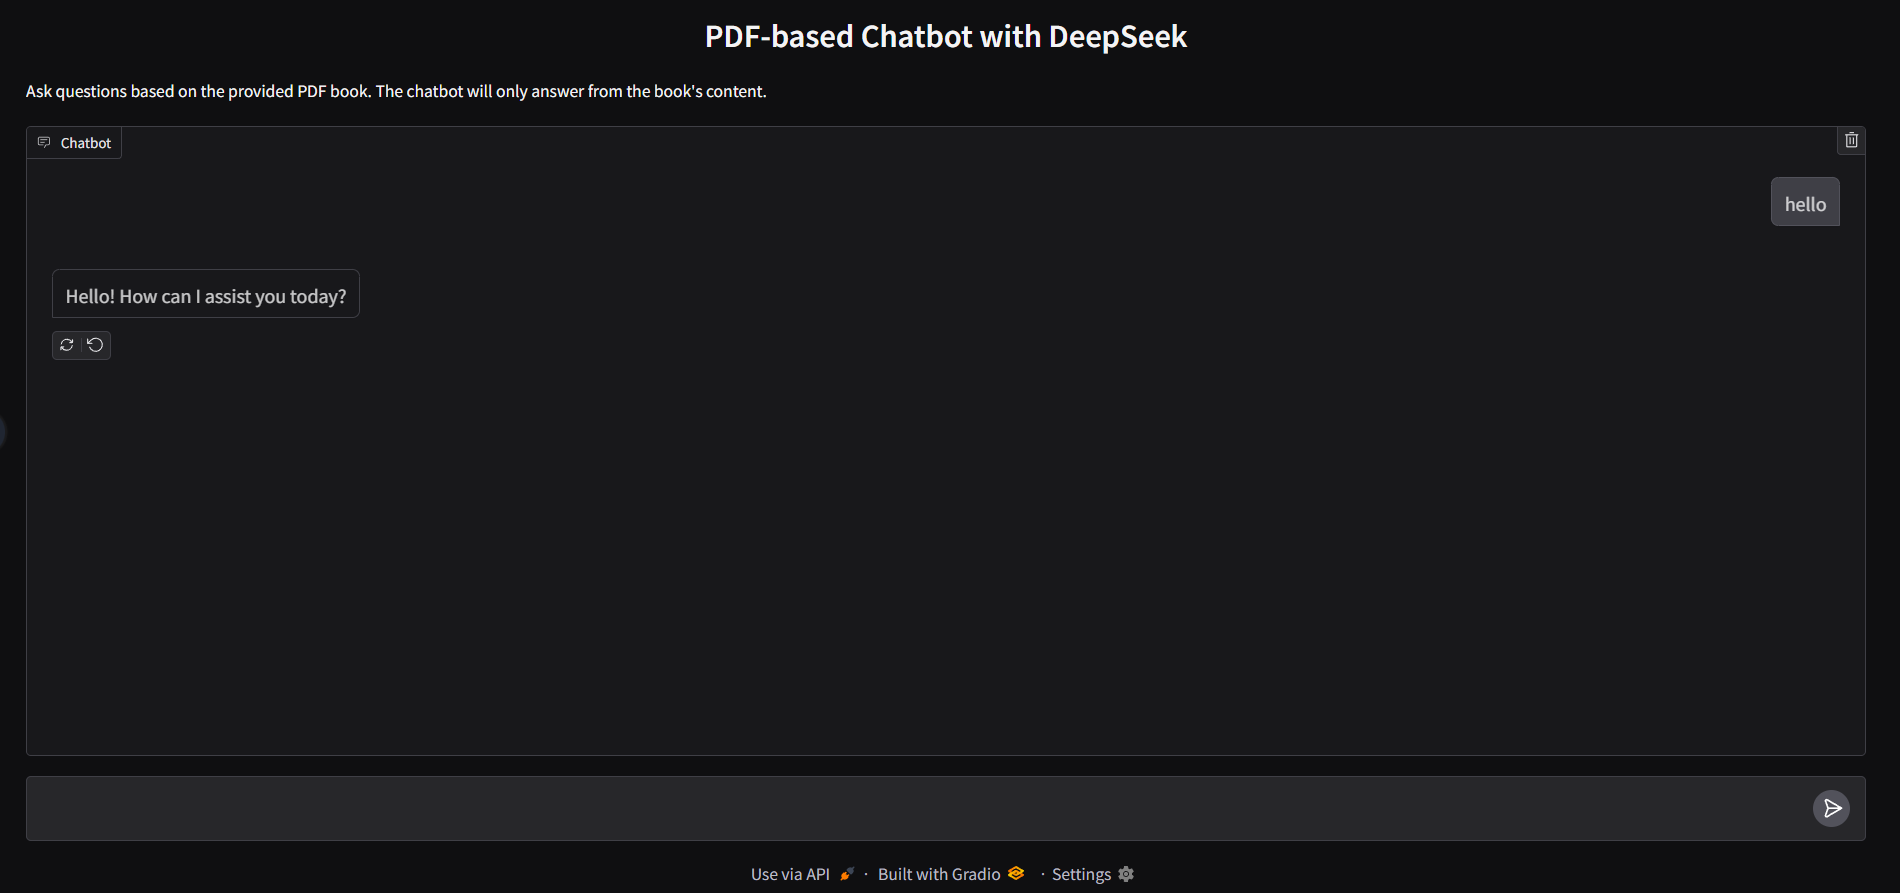 PDF-based Chatbot with DeepSeek
Ask questions based on the provided PDF book. The chatbot will only answer from the book's content.
Chatbot
hello
Hello! How can I assist you today?
Use via API · Built with Gradio · Settings